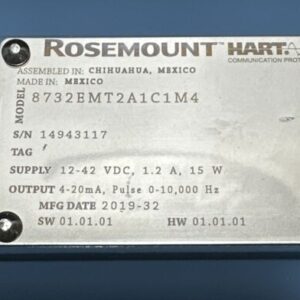 ROSEMOUNT™ HART
COMMUNICATION PROT
ASSEMBLED IN: CHIHUAHUA, MEXICO
MADE IN: MEXICO
MODEL 8732EMT2A1C1M4
S/N 14943117
TAG
SUPPLY 12-42 VDC, 1.2 A, 15 W
OUTPUT 4-20mA, Pulse 0-10,000 Hz
MFG DATE 2019-32
SW 01.01.01 HW 01.01.01